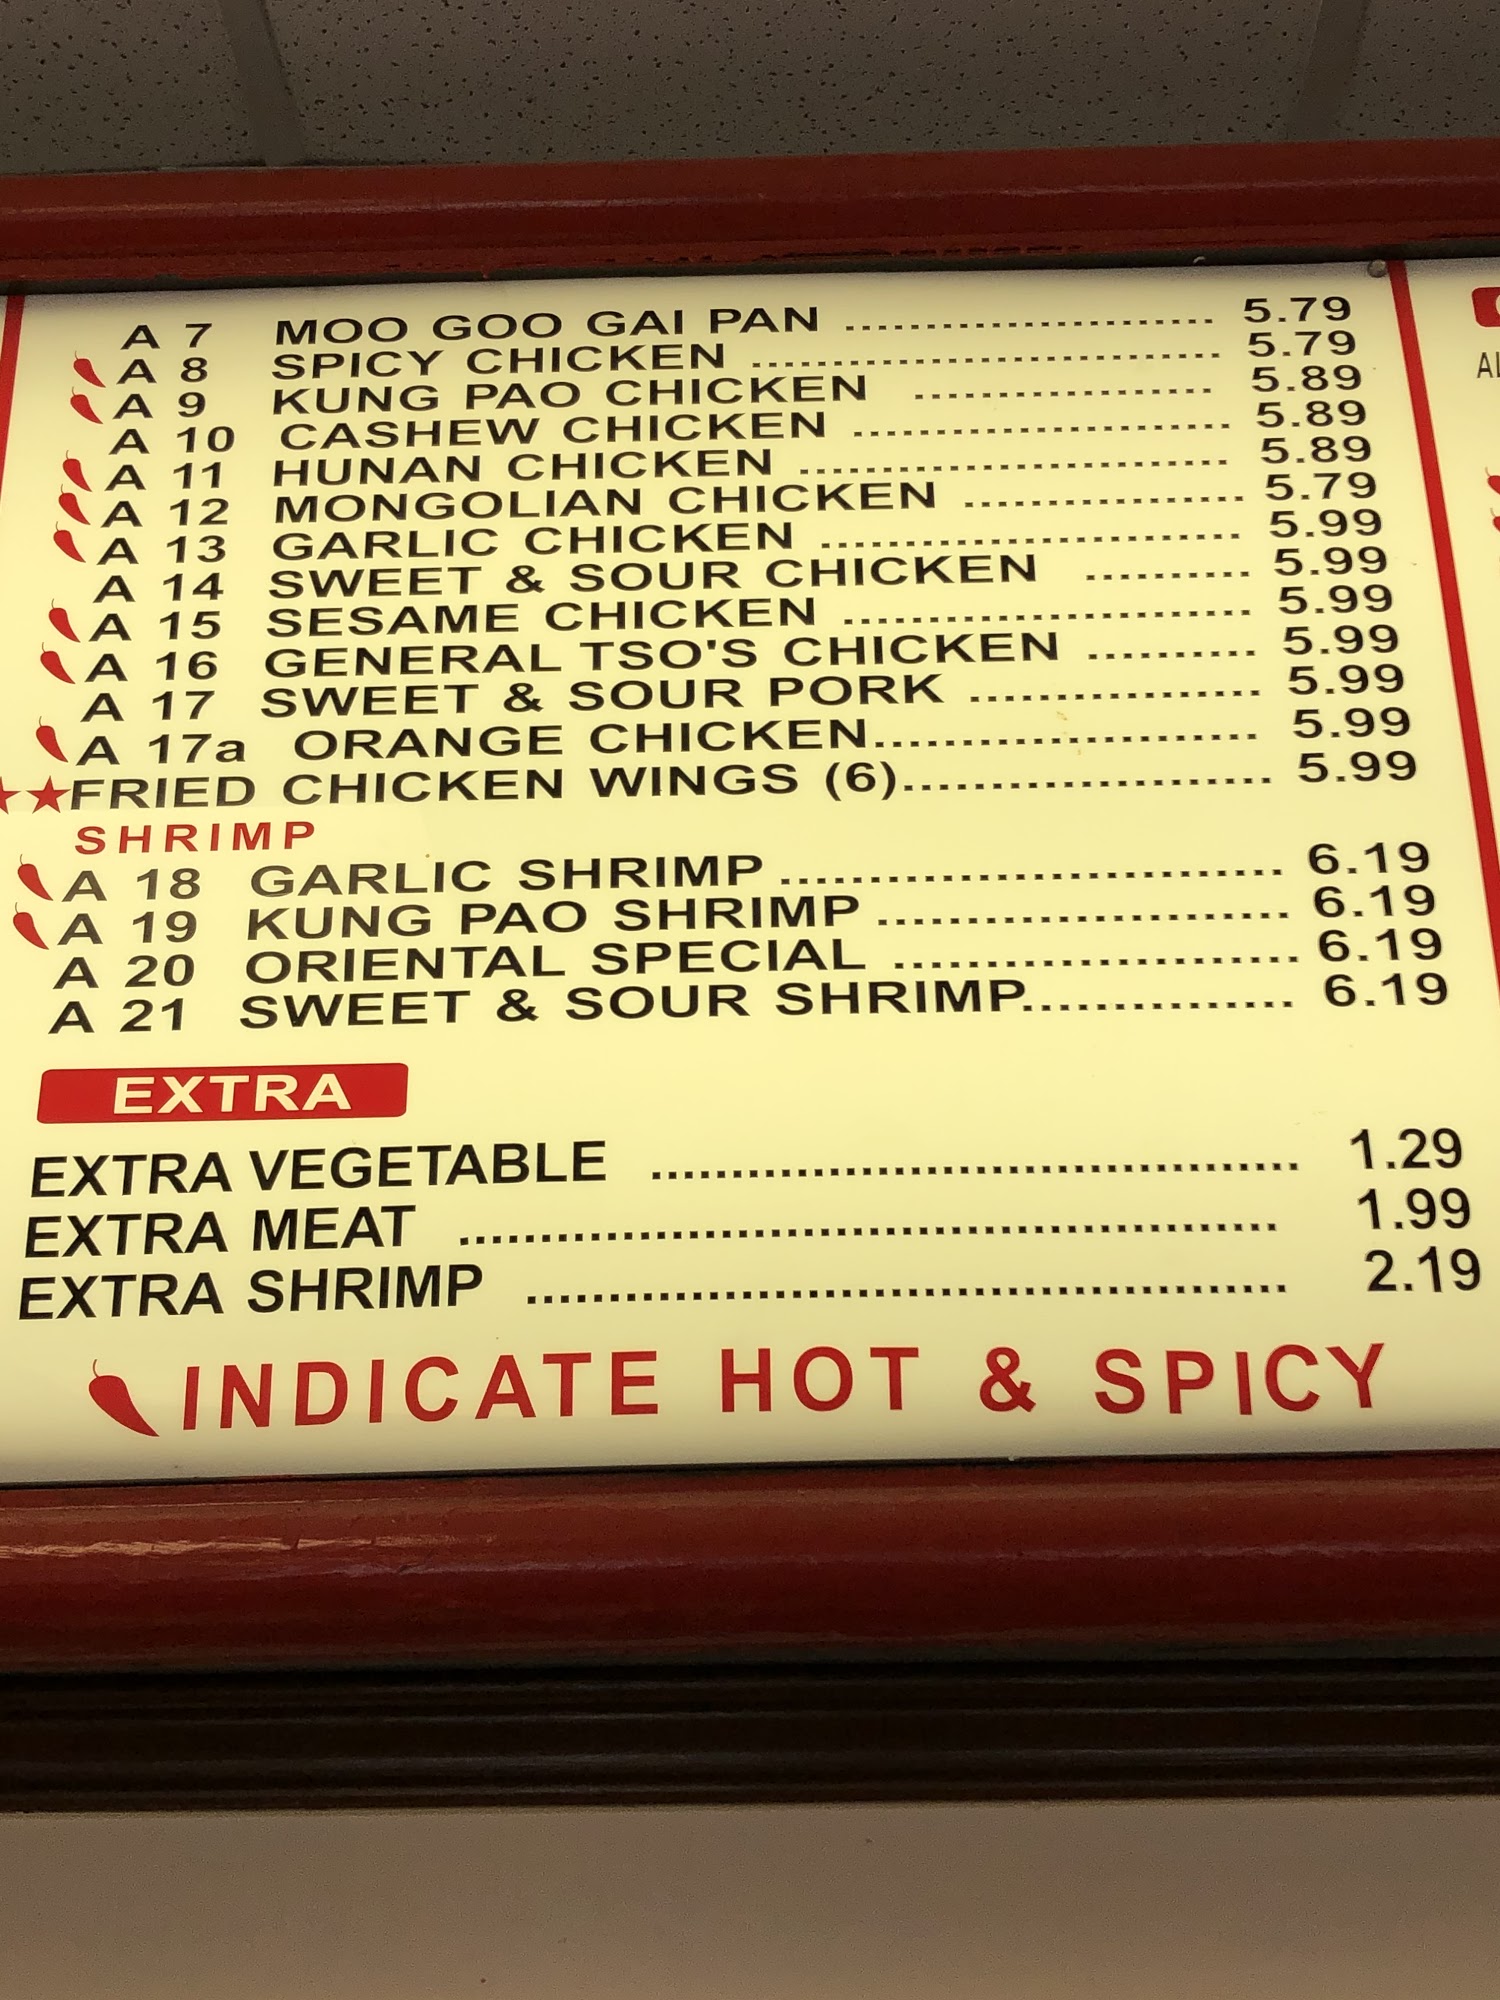 A 7 MOO GOO GAI PAN ........................ 5.79
A 8 SPICY CHICKEN .............................. 5.79
A 9 KUNG PAO CHICKEN ................... 5.89
A 10 CASHEW CHICKEN ........................ 5.89
A 11 HUNAN CHICKEN ........................... 5.89
A 12 MONGOLIAN CHICKEN ................. 5.79
A 13 GARLIC CHICKEN .......................... 5.99
A 14 SWEET & SOUR CHICKEN .......... 5.99
A 15 SESAME CHICKEN ......................... 5.99
A 16 GENERAL TSO'S CHICKEN .......... 5.99
A 17 SWEET & SOUR PORK ................. 5.99
A 17a ORANGE CHICKEN...................... 5.99
★★FRIED CHICKEN WINGS (6)..................... 5.99
SHRIMP
A 18 GARLIC SHRIMP ............................. 6.19
A 19 KUNG PAO SHRIMP ....................... 6.19
A 20 ORIENTAL SPECIAL ...................... 6.19
A 21 SWEET & SOUR SHRIMP............... 6.19
EXTRA
EXTRA VEGETABLE ........................................ 1.29
EXTRA MEAT .................................................. 1.99
EXTRA SHRIMP .............................................. 2.19
INDICATE HOT & SPICY